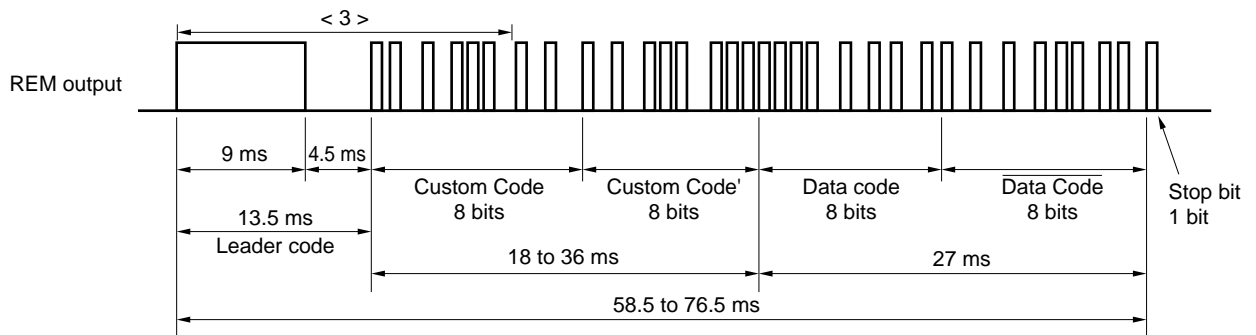 < 3 >
REM output
9 ms
4.5 ms
Custom Code
8 bits
Custom Code'
8 bits
Data code
8 bits
Data Code
8 bits
Stop bit
1 bit
13.5 ms
Leader code
18 to 36 ms
27 ms
58.5 to 76.5 ms